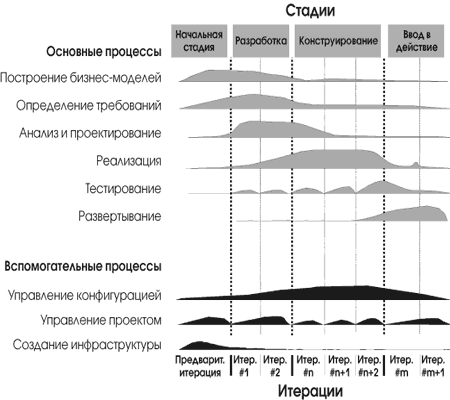 Стадии
Основные процессы
Начальная стадия
Разработка
Конструирование
Ввод в действие
Построение бизнес-моделей
Определение требований
Анализ и проектирование
Реализация
Тестирование
Развертывание
Вспомогательные процессы
Управление конфигурацией
Управление проектом
Создание инфраструктуры
Предварит. итерация
Итер. #1
Итер. #2
Итер. #n
Итер. #n+1
Итер. #n+2
Итер. #m
Итер. #m+1
Итерации